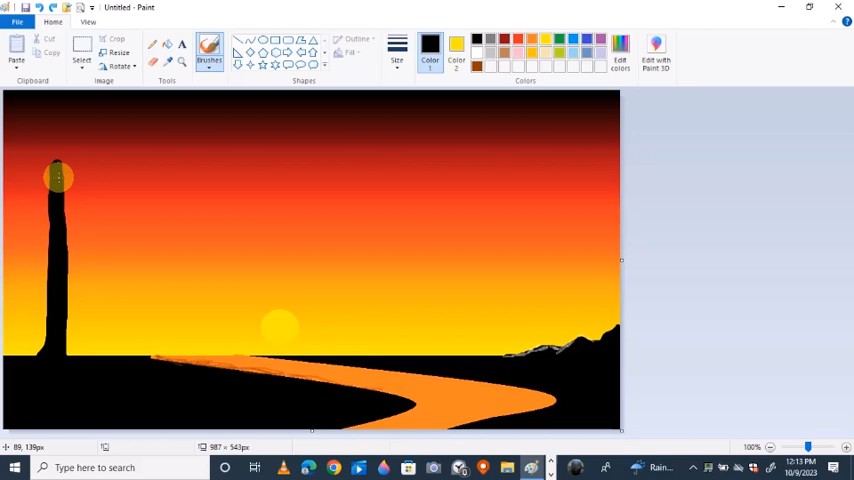 Untitled - Paint
File
Home
View
Paste
Clipboard
Cut
Copy
Select
Crop
Resize
Rotate
Image
A
Tools
Brushes
Shapes
Outline
Fill
Size
Color 1
Color 2
Colors
Edit colors
Edit with Paint 3D
89, 139px
987 × 543px
100%
Type here to search
Rain...
12:13 PM
10/9/2023